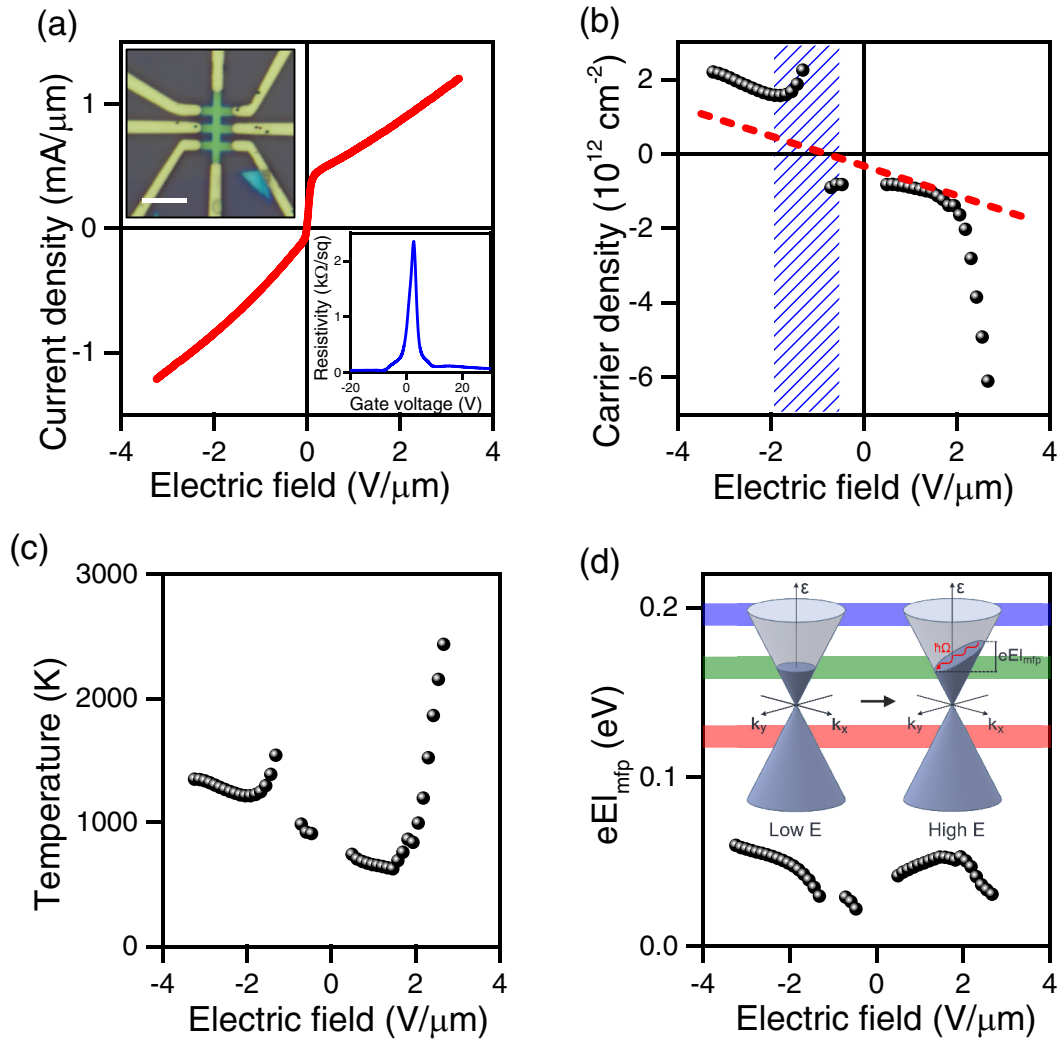 (a)
Current density (mA/μm)
1
0
-1
-4
-2
0
2
4
Electric field (V/μm)
Resistivity (kΩ/sq)
2
1
0
-20
0
20
Gate voltage (V)
(b)
Carrier density (10¹² cm⁻²)
2
0
-2
-4
-6
-4
-2
0
2
4
Electric field (V/μm)
(c)
Temperature (K)
3000
2000
1000
0
-4
-2
0
2
4
Electric field (V/μm)
(d)
eEl_mfp (eV)
0.2
0.1
0.0
ε
ε
ħΩ
eEl_mfp
k_y
k_x
k_y
k_x
Low E
High E
-4
-2
0
2
4
Electric field (V/μm)